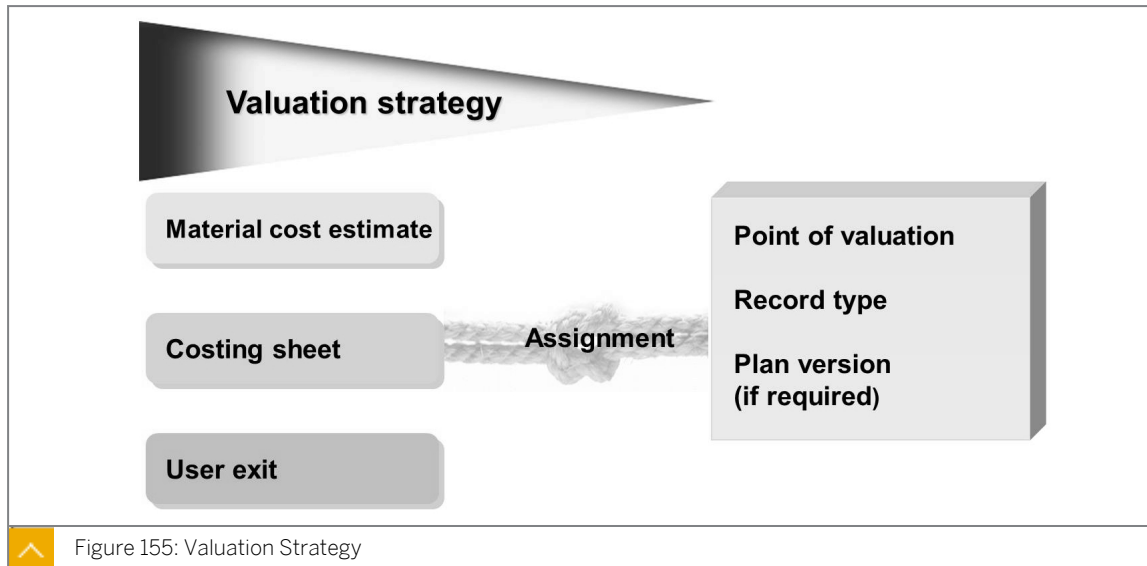 Valuation strategy
Material cost estimate
Costing sheet
User exit
Assignment
Point of valuation
Record type
Plan version
(if required)
Figure 155: Valuation Strategy